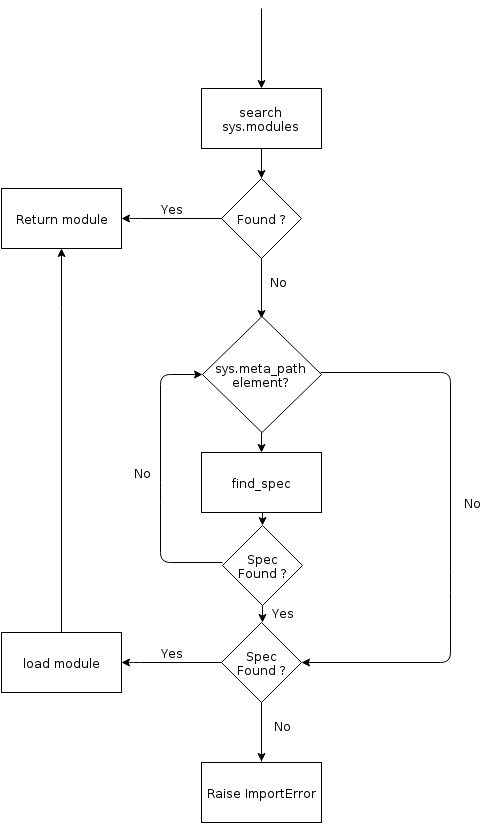 search
sys.modules
Return module
Yes
Found ?
No
sys.meta_path
element?
No
find_spec
No
Spec
Found ?
Yes
load module
Yes
Spec
Found ?
No
Raise ImportError